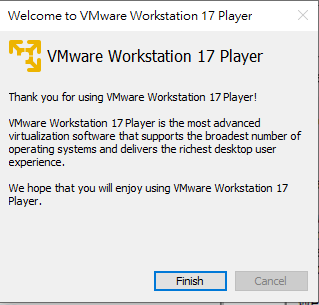 Welcome to VMware Workstation 17 Player
VMware Workstation 17 Player
Thank you for using VMware Workstation 17 Player!
VMware Workstation 17 Player is the most advanced
virtualization software that supports the broadest number of
operating systems and delivers the richest desktop user
experience.
We hope that you will enjoy using VMware Workstation 17
Player.
Finish
Cancel